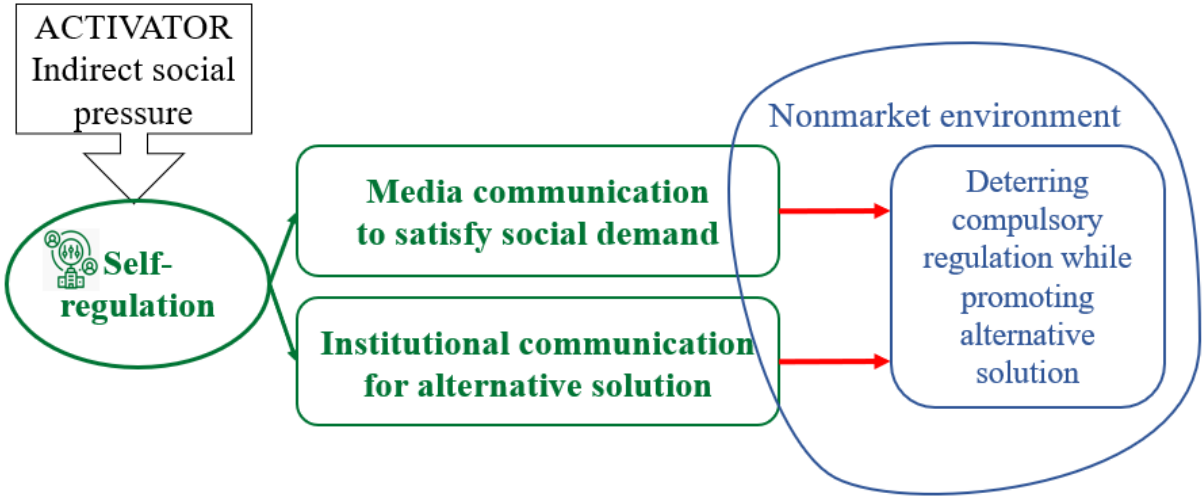 ACTIVATOR
Indirect social
pressure
Self-
regulation
Media communication
to satisfy social demand
Institutional communication
for alternative solution
Nonmarket environment
Deterring
compulsory
regulation while
promoting
alternative
solution